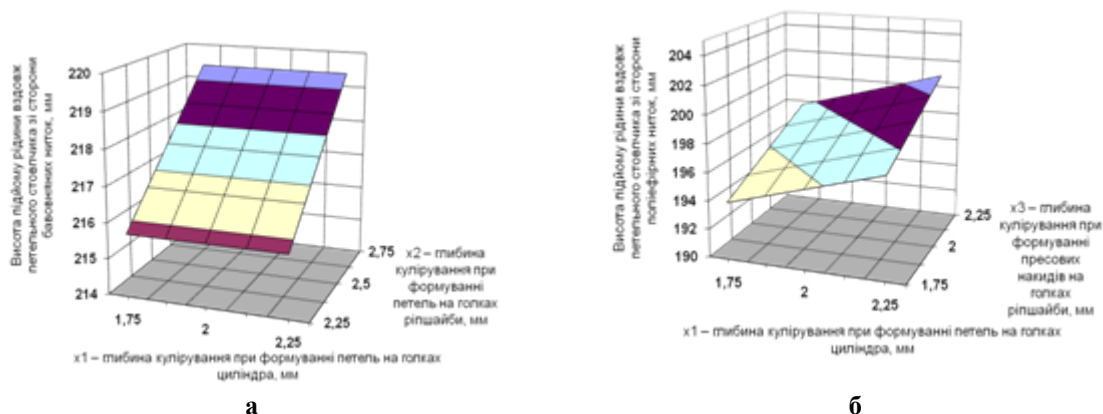 Висота підйому рідини вздовж
петельного стовпчика зі сторони
бавовняних ниток, мм
220
219
218
217
216
215
214
1,75
2
2,25
2,25
2,5
2,75
x2 – глибина
кулірування при
формуванні
петель на голках
ріпшайби, мм
x1 – глибина кулірування при формуванні петель на голках
циліндра, мм
а
Висота підйому рідини вздовж
петельного стовпчика зі сторони
поліефірних ниток, мм
204
202
200
198
196
194
192
190
1,75
2
2,25
1,75
2
2,25
x3 – глибина
кулірування при
формуванні
пресових
накидів на
голках
ріпшайби, мм
x1 – глибина кулірування при формуванні петель на голках
циліндра, мм
б